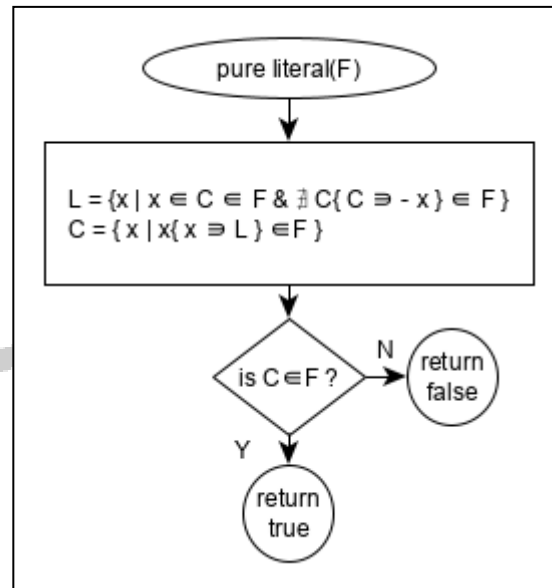 pure literal(F)
L = {x | x ∈ C ∈ F & ∄ C{ C ∋ - x } ∈ F }
C = { x | x{ x ∋ L } ∈F }
is C∈F ?
N
return
false
Y
return
true